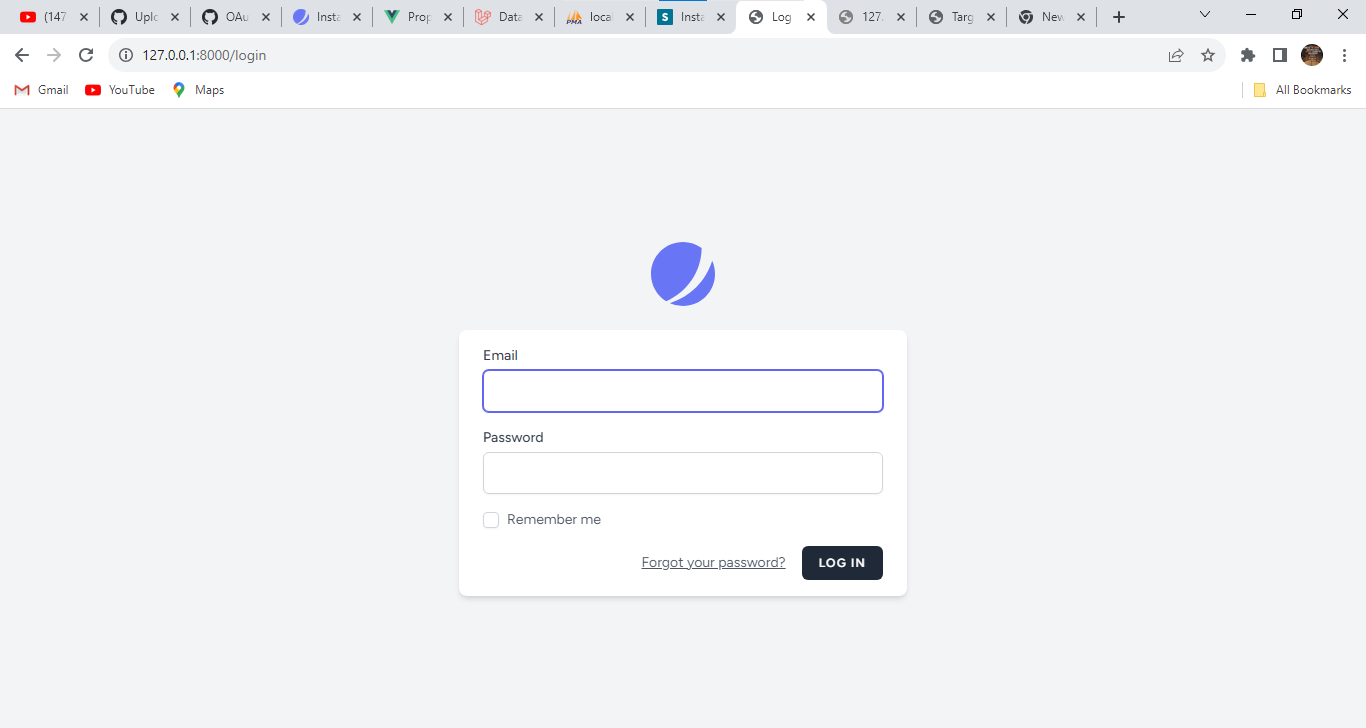 (147 Uplo OAu Insta Prop Data local Insta Log 127. Targ New
127.0.0.1:8000/login
Gmail YouTube Maps All Bookmarks
Email
Password
Remember me
Forgot your password? LOG IN